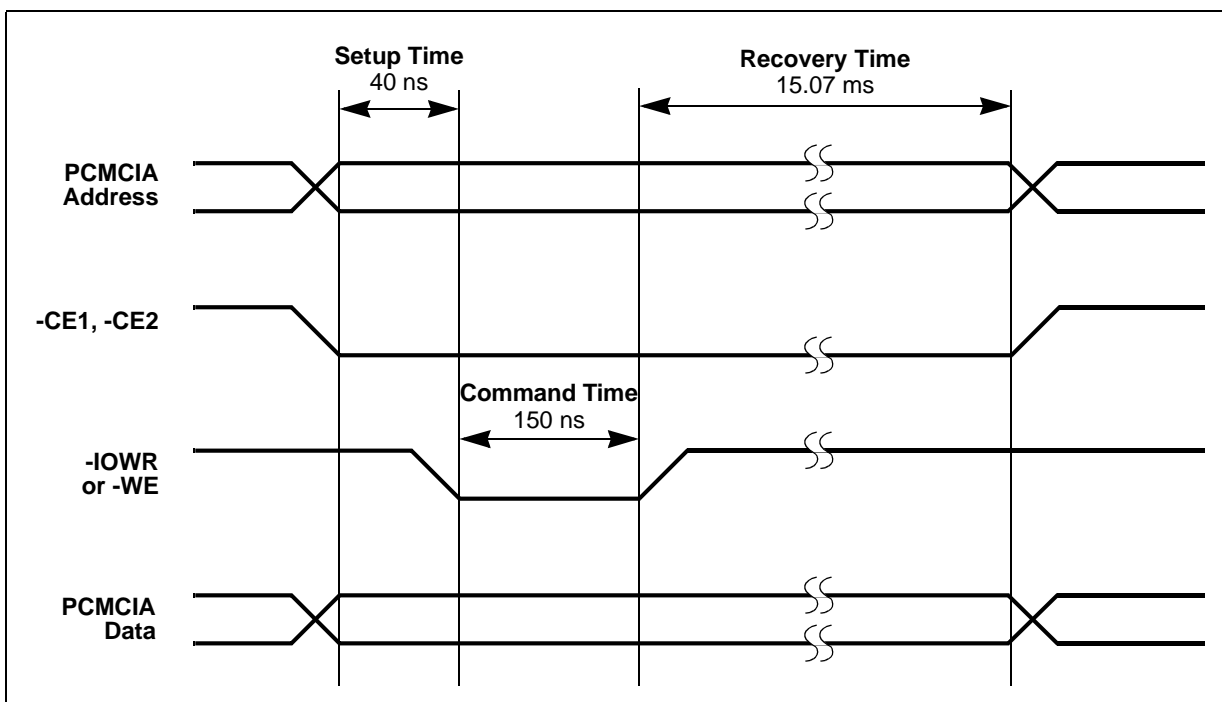 Setup Time
40 ns
Recovery Time
15.07 ms
PCMCIA
Address
-CE1, -CE2
Command Time
150 ns
-IOWR
or -WE
PCMCIA
Data